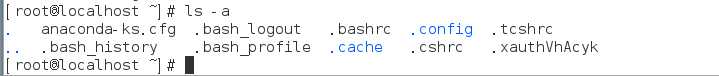 [root@localhost ~]# ls -a
.   anaconda-ks.cfg  .bash_logout   .bashrc  .config  .tcshrc
..  .bash_history    .bash_profile  .cache   .cshrc   .xauthVhAcyk
[root@localhost ~]#